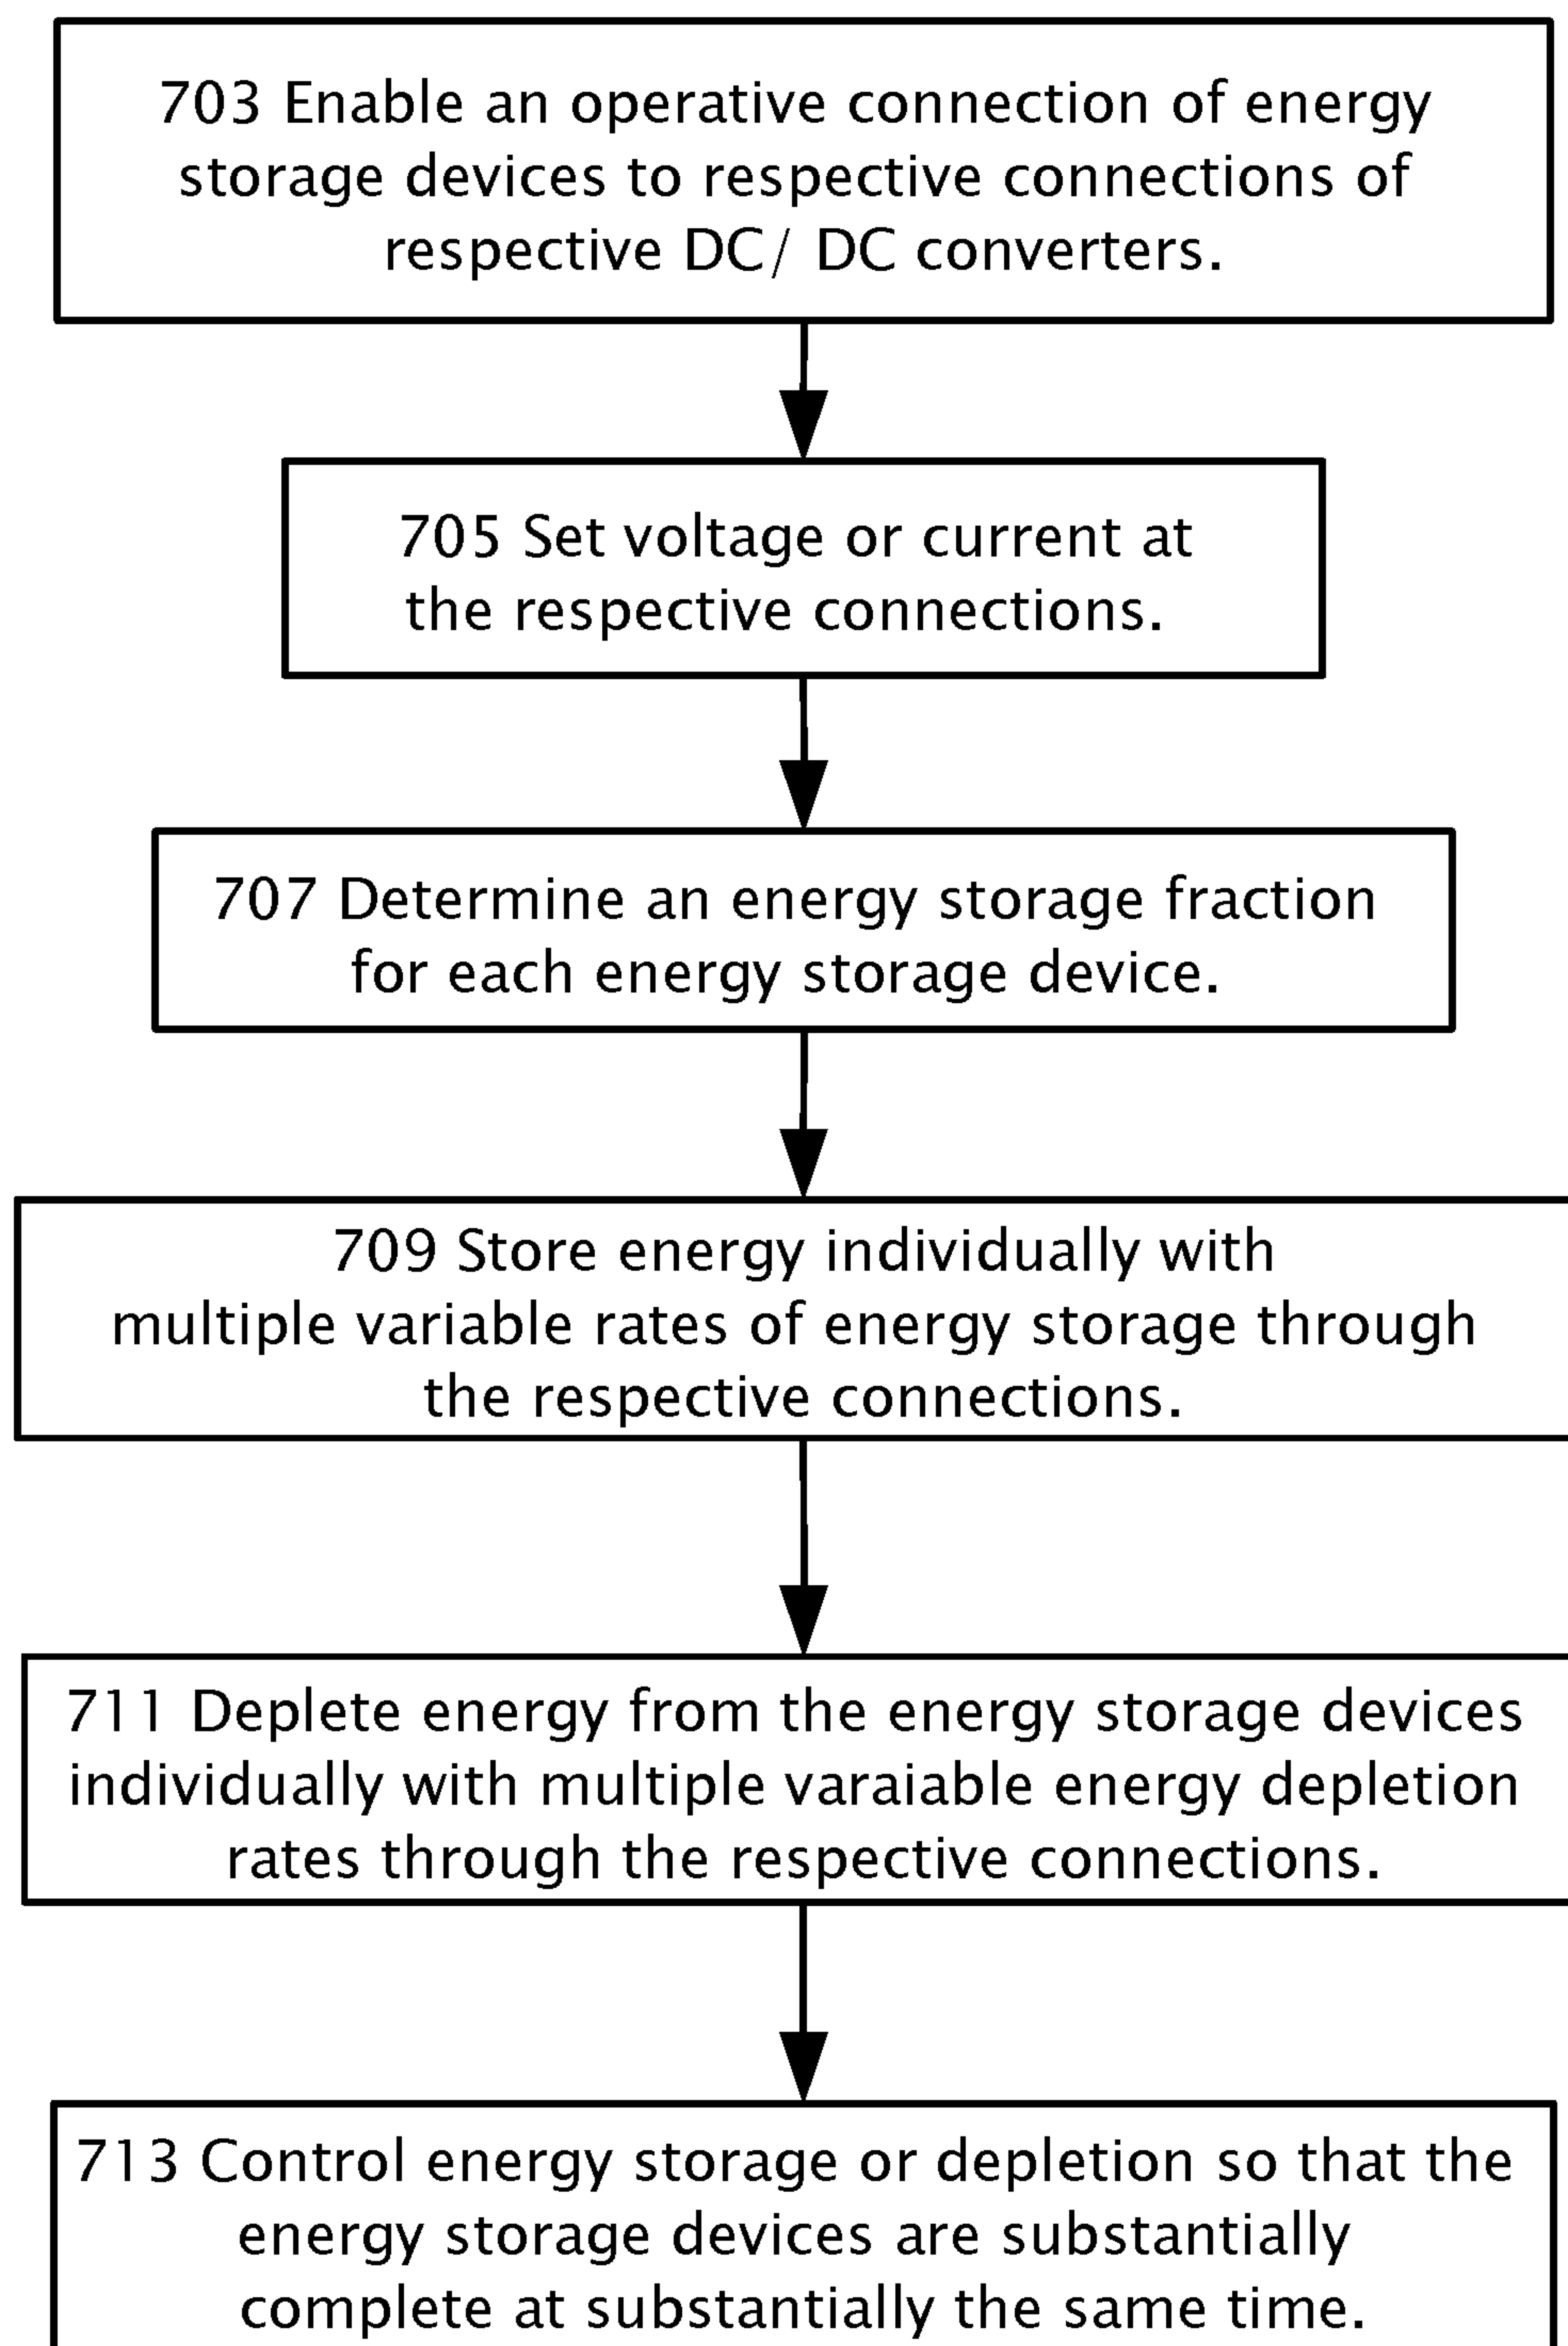 703 Enable an operative connection of energy
storage devices to respective connections of
respective DC/ DC converters.
705 Set voltage or current at
the respective connections.
707 Determine an energy storage fraction
for each energy storage device.
709 Store energy individually with
multiple variable rates of energy storage through
the respective connections.
711 Deplete energy from the energy storage devices
individually with multiple varaiable energy depletion
rates through the respective connections.
713 Control energy storage or depletion so that the
energy storage devices are substantially
complete at substantially the same time.